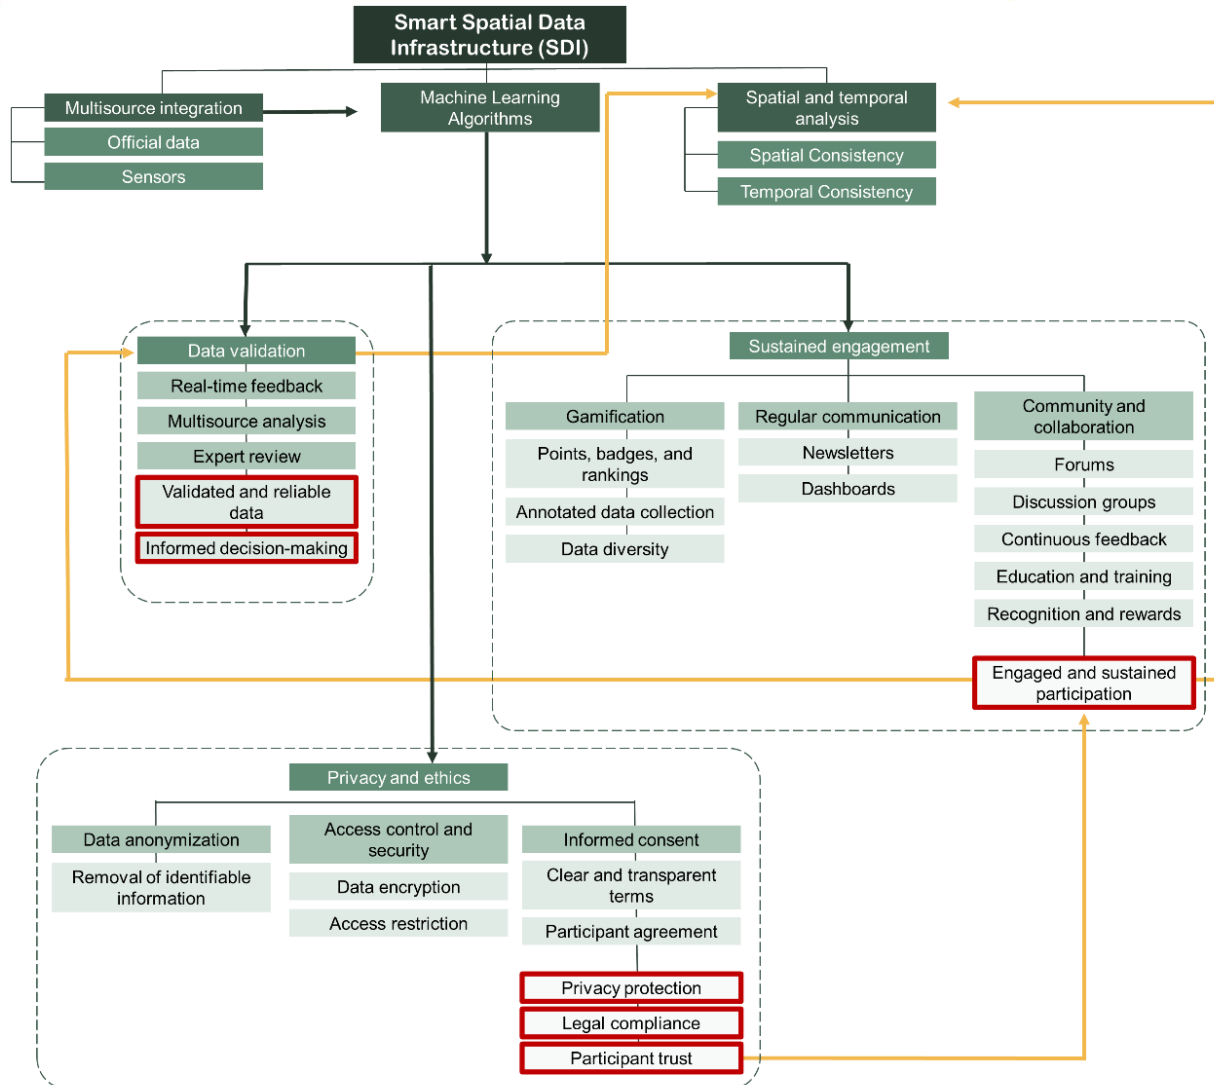 Smart Spatial Data
Infrastructure (SDI)
Multisource integration
Official data
Sensors
Machine Learning
Algorithms
Spatial and temporal
analysis
Spatial Consistency
Temporal Consistency
Data validation
Real-time feedback
Multisource analysis
Expert review
Validated and reliable
data
Informed decision-making
Sustained engagement
Gamification
Points, badges, and
rankings
Annotated data collection
Data diversity
Regular communication
Newsletters
Dashboards
Community and
collaboration
Forums
Discussion groups
Continuous feedback
Education and training
Recognition and rewards
Engaged and sustained
participation
Privacy and ethics
Data anonymization
Removal of identifiable
information
Access control and
security
Data encryption
Access restriction
Informed consent
Clear and transparent
terms
Participant agreement
Privacy protection
Legal compliance
Participant trust